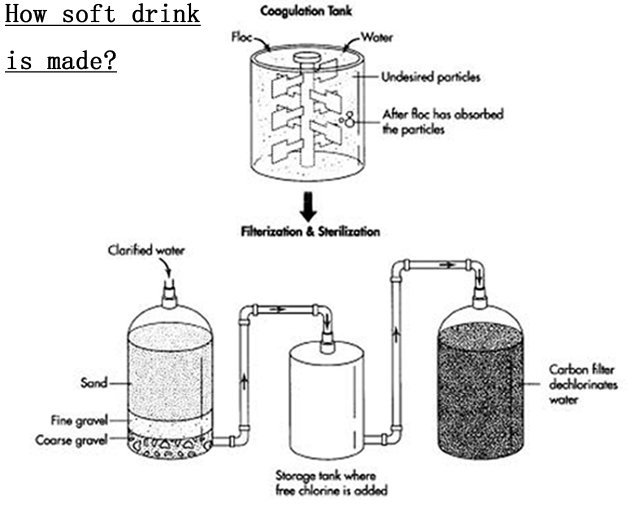 How soft drink
is made?
Coagulation Tank
Floc
Water
Undesired particles
After floc has absorbed
the particles
Filterization & Sterilization
Clarified water
Sand
Fine gravel
Coarse gravel
Storage tank where
free chlorine is added
Carbon filter
dechlorinates
water